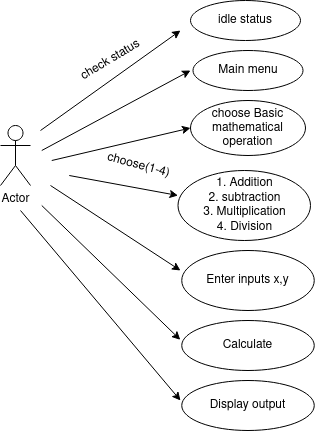 idle status
check status
Main menu
choose Basic
mathematical
operation
choose(1-4)
Actor
1. Addition
2. subtraction
3. Multiplication
4. Division
Enter inputs x,y
Calculate
Display output